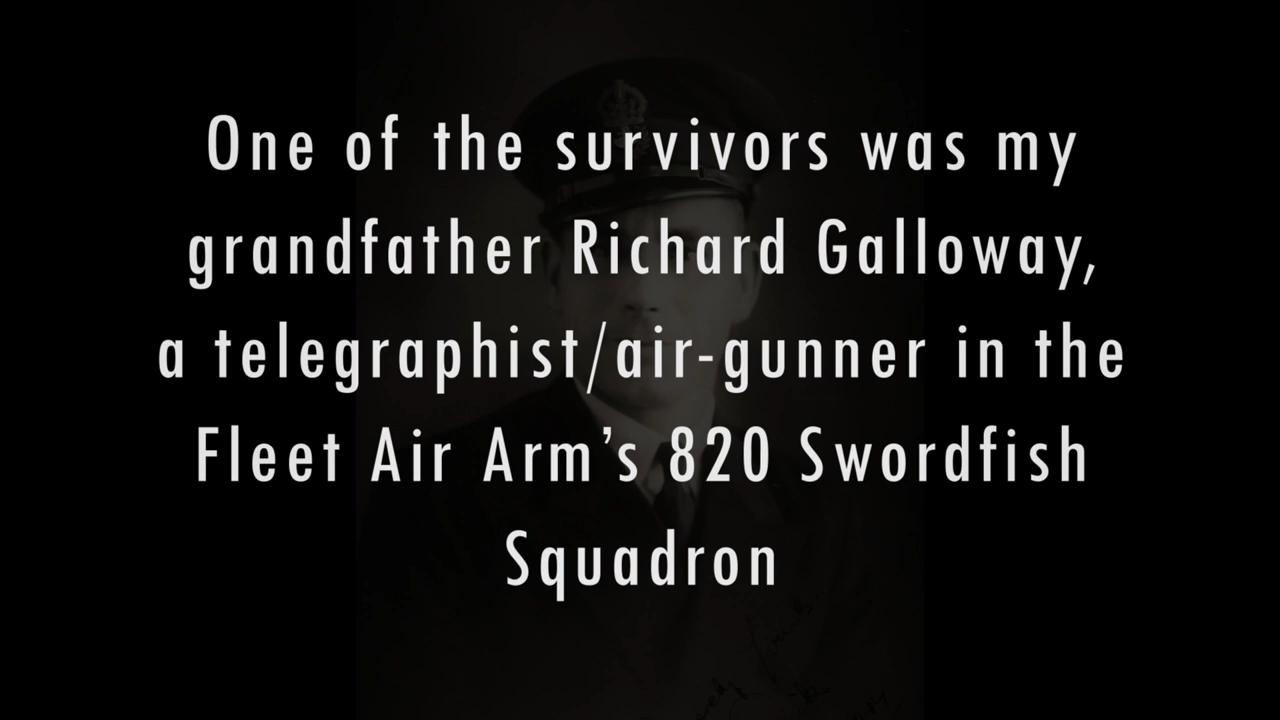 One of the survivors was my
grandfather Richard Galloway,
a telegraphist/air-gunner in the
Fleet Air Arm’s 820 Swordfish
Squadron